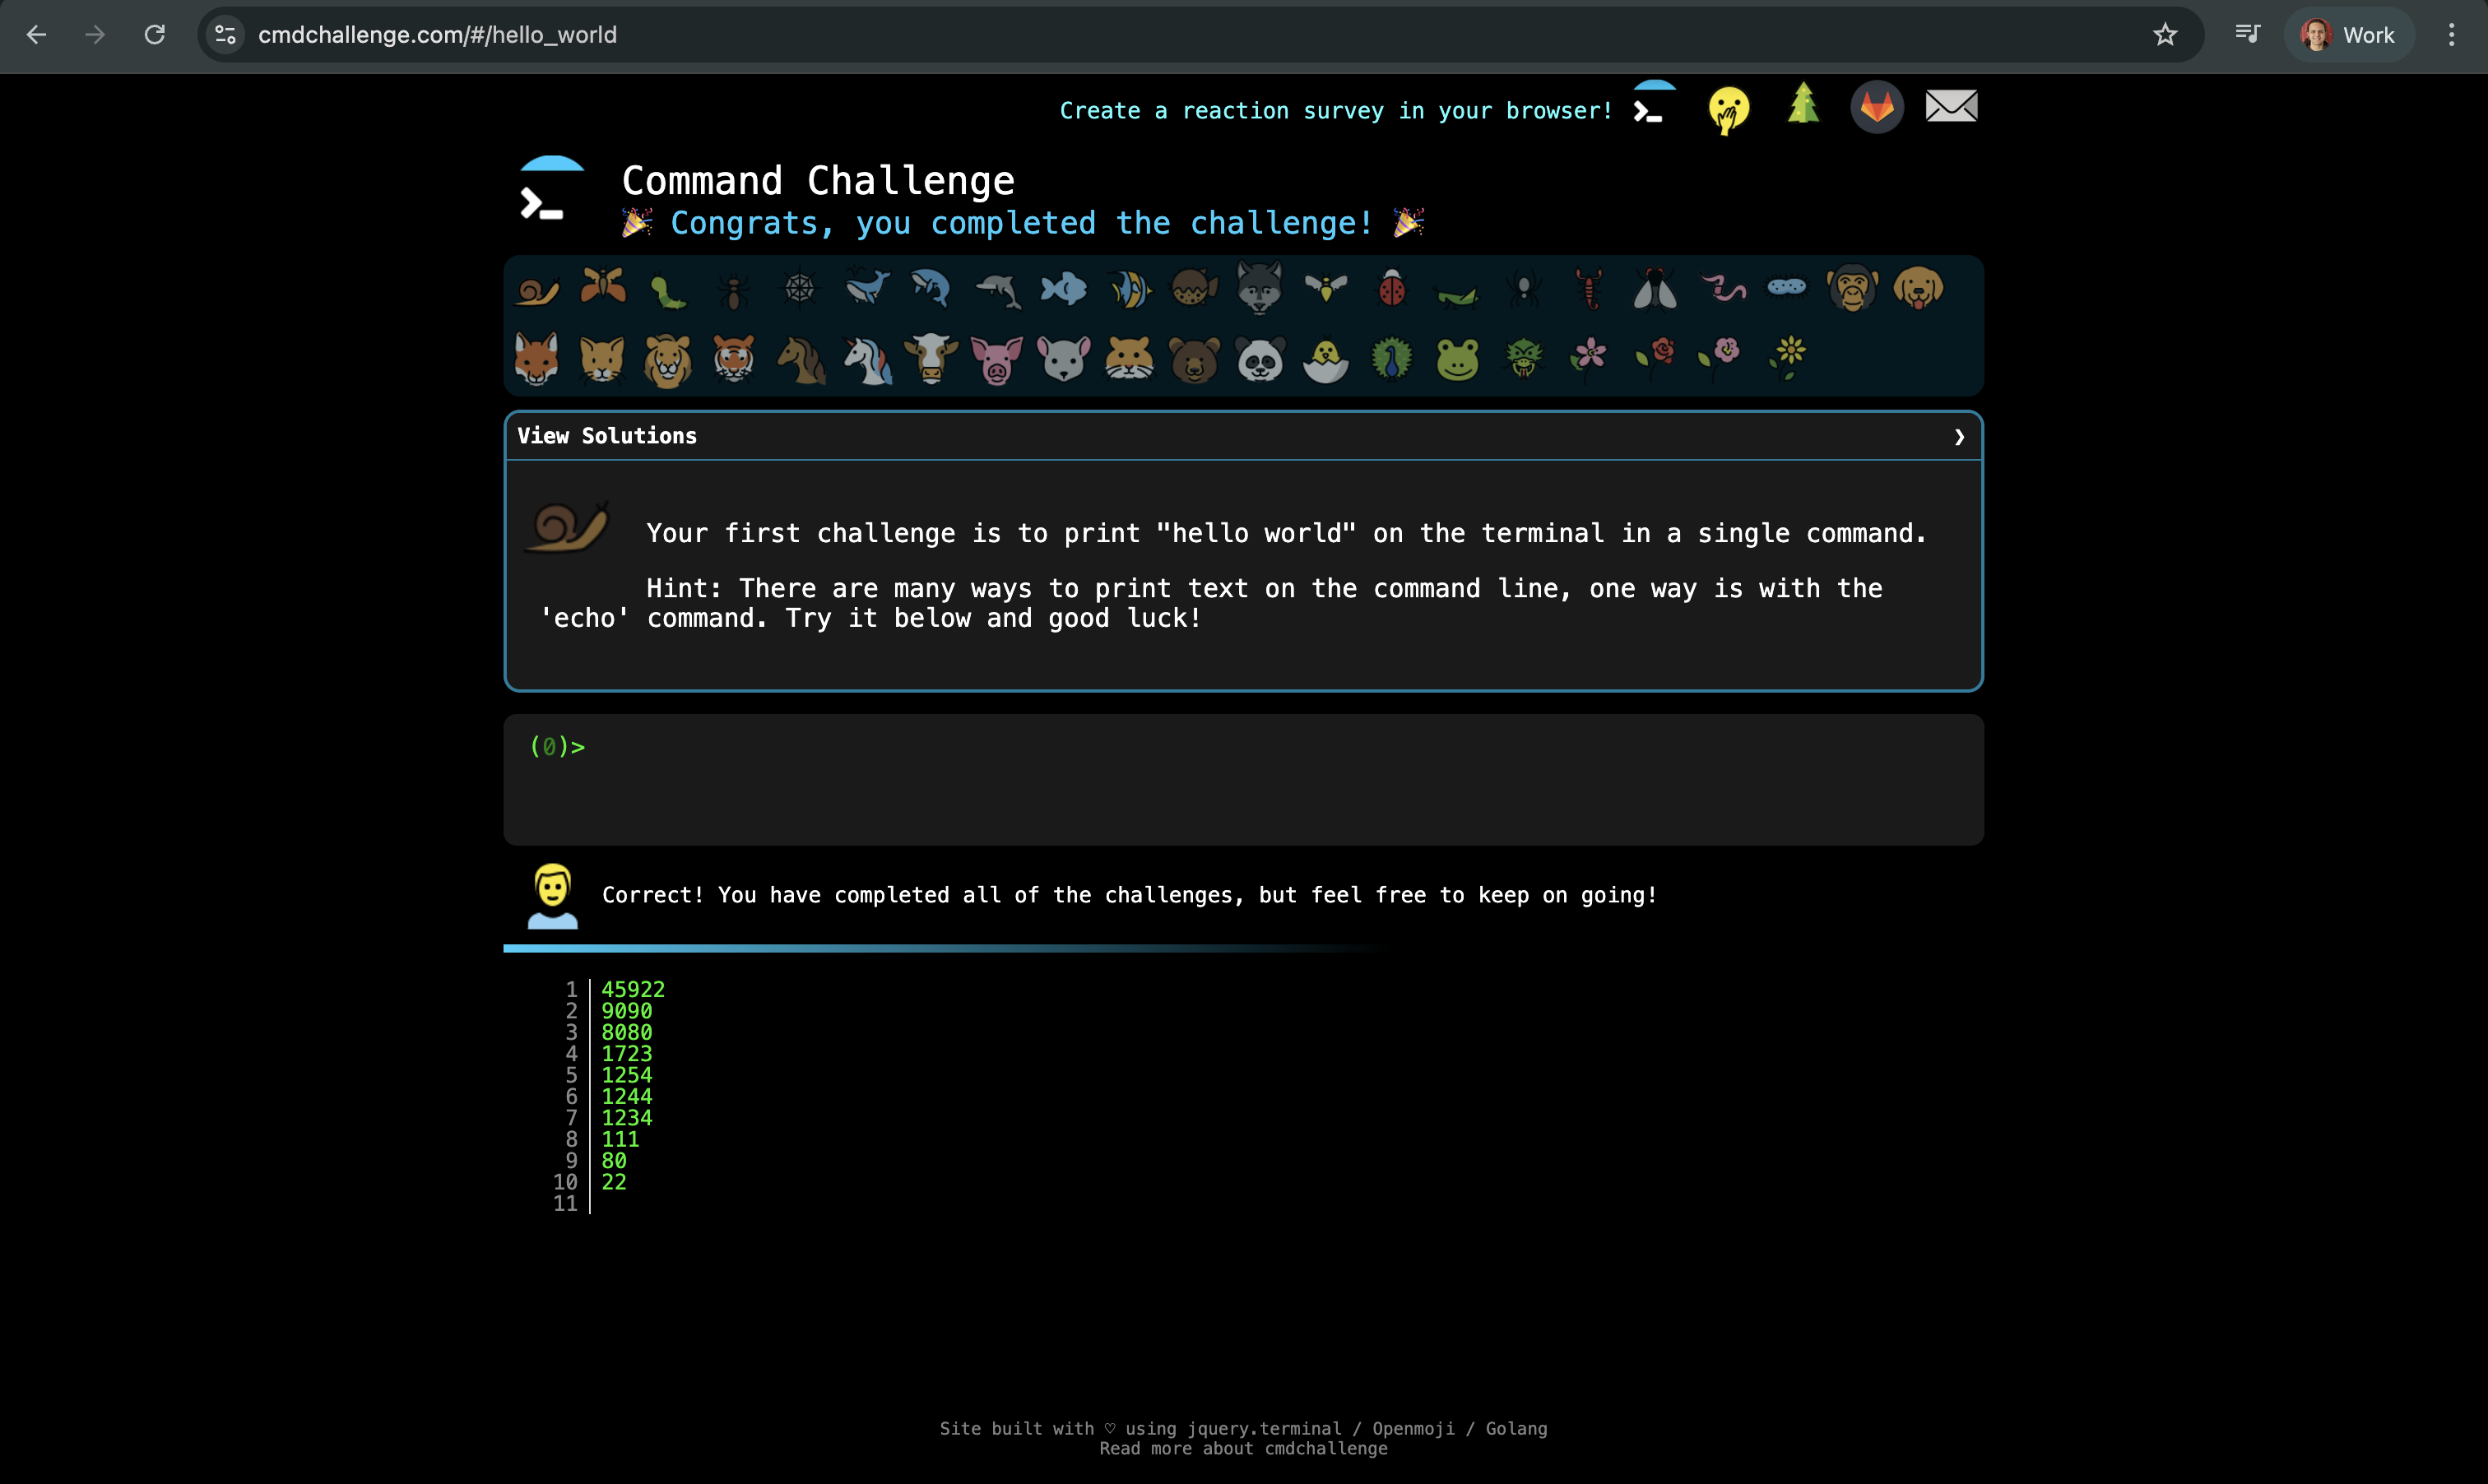 cmdchallenge.com/#/hello_world
Work
Create a reaction survey in your browser!
Command Challenge
Congrats, you completed the challenge!
View Solutions
Your first challenge is to print "hello world" on the terminal in a single command.
Hint: There are many ways to print text on the command line, one way is with the
'echo' command. Try it below and good luck!
(0)>
Correct! You have completed all of the challenges, but feel free to keep on going!
1 45922
2 9090
3 8080
4 1723
5 1254
6 1244
7 1234
8 111
9 80
10 22
11
Site built with ♡ using jquery.terminal / Openmoji / Golang
Read more about cmdchallenge